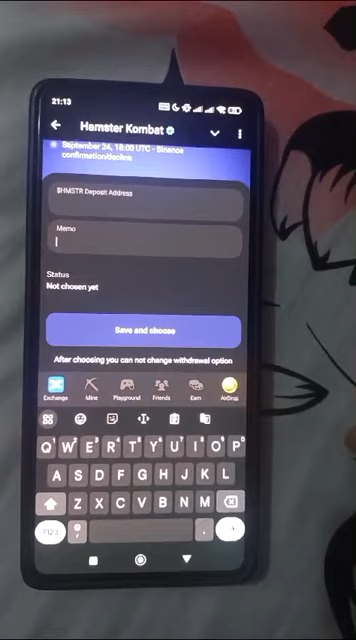 21:13
Hamster Kombat
September 24, 18:00 UTC - Binance
confirmation/decline
$HMSTR Deposit Address
Memo
Status
Not chosen yet
Save and choose
After choosing you can not change withdrawal option
Exchange Mine Playground Friends Earn AirDrop
Q W E R T Y U I O P
A S D F G H J K L
Z X C V B N M
?123 , .